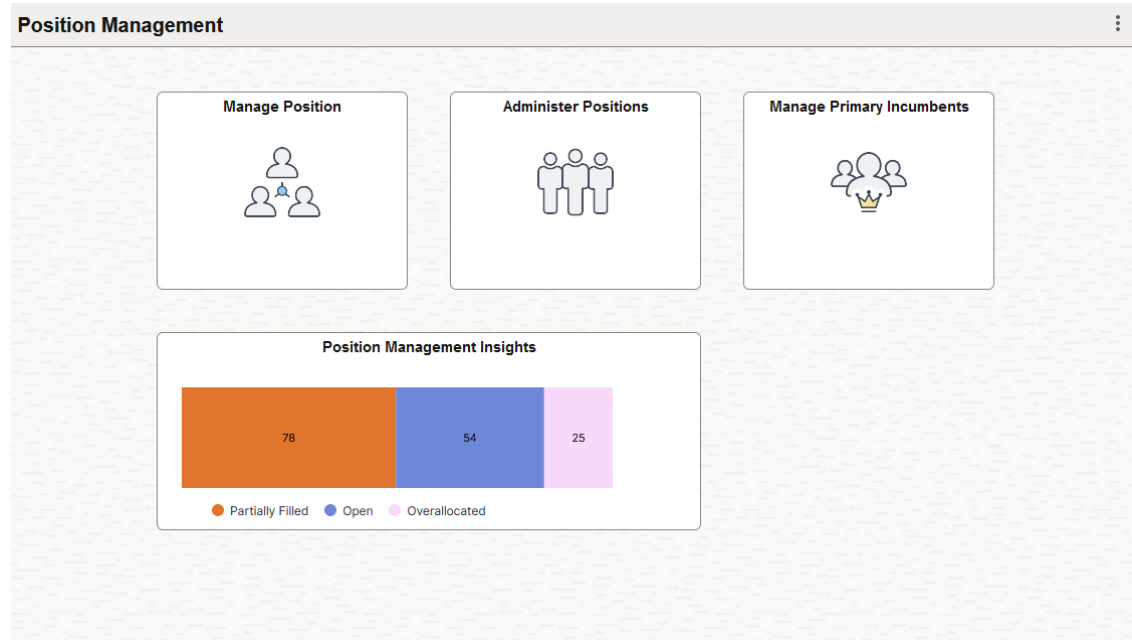 Position Management
Manage Position
Administer Positions
Manage Primary Incumbents
Position Management Insights
78
54
25
Partially Filled
Open
Overallocated